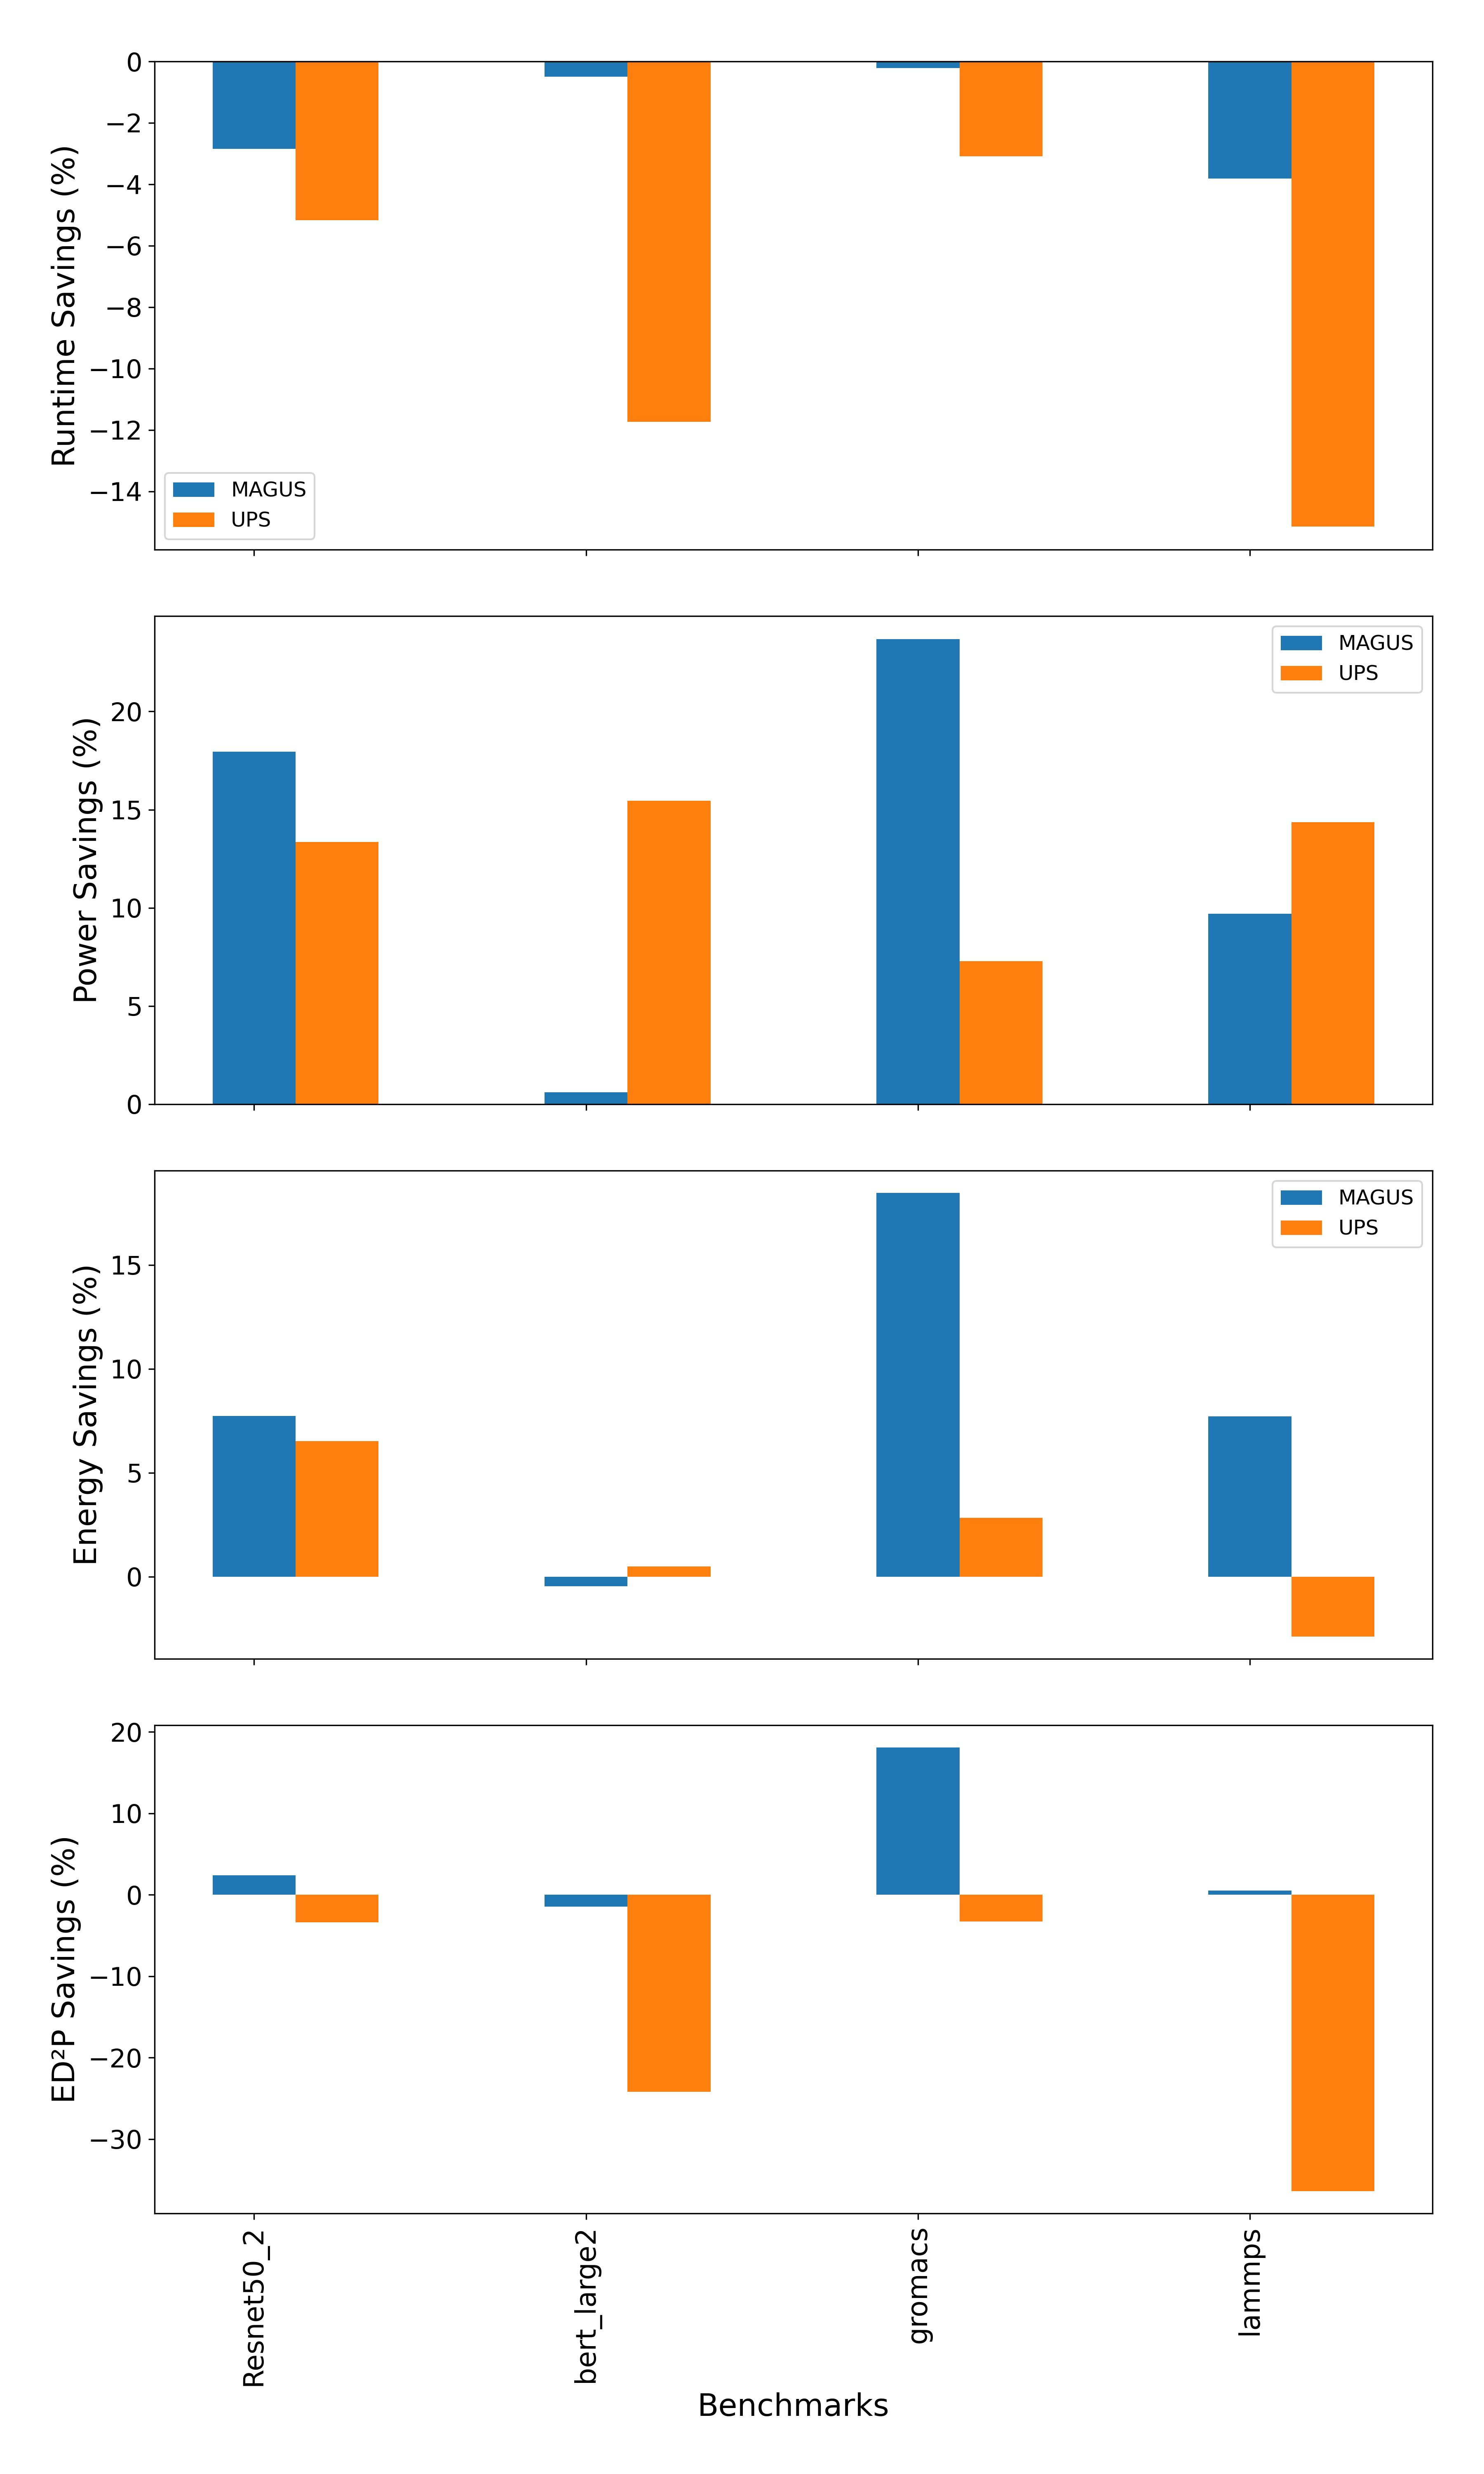 Runtime Savings (%)
0
−2
−4
−6
−8
−10
−12
−14
MAGUS
UPS
Power Savings (%)
20
15
10
5
0
MAGUS
UPS
Energy Savings (%)
15
10
5
0
MAGUS
UPS
ED²P Savings (%)
20
10
0
−10
−20
−30
Resnet50_2
bert_large2
gromacs
lammps
Benchmarks